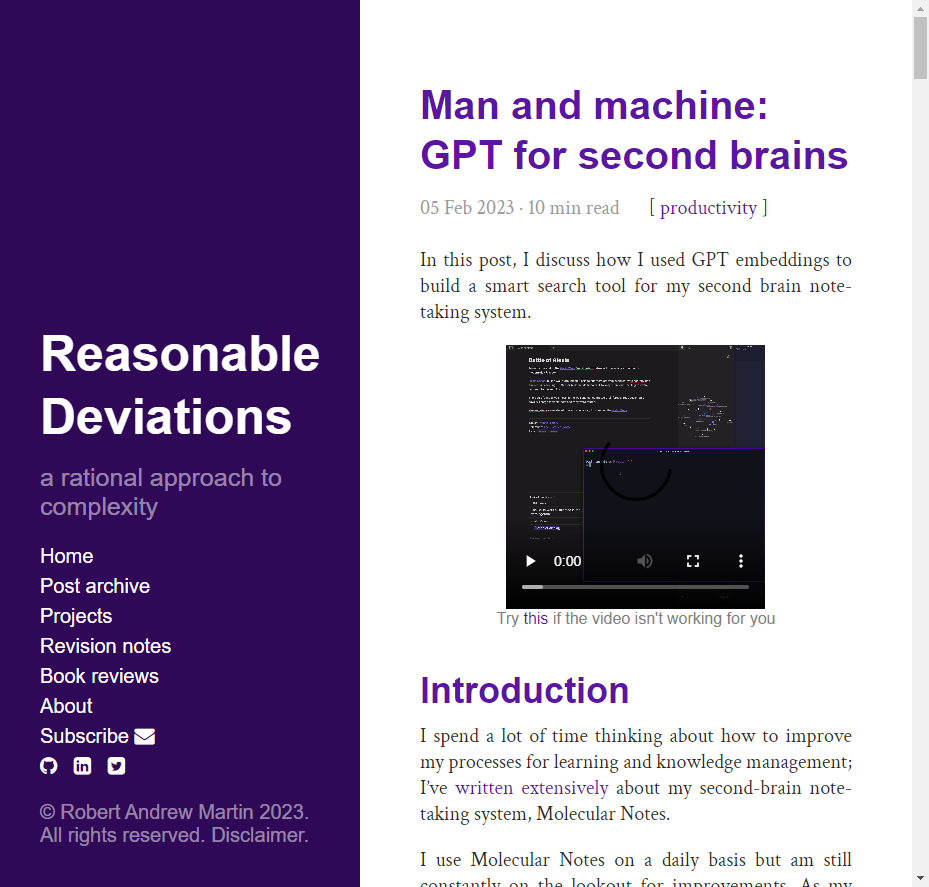 Reasonable
Deviations
a rational approach to
complexity
Home
Post archive
Projects
Revision notes
Book reviews
About
Subscribe
© Robert Andrew Martin 2023.
All rights reserved. Disclaimer.
Man and machine:
GPT for second brains
05 Feb 2023 · 10 min read [ productivity ]
In this post, I discuss how I used GPT embeddings to
build a smart search tool for my second brain note-
taking system.
Battle of Alesia
0:00
Try this if the video isn't working for you
Introduction
I spend a lot of time thinking about how to improve
my processes for learning and knowledge management;
I’ve written extensively about my second-brain note-
taking system, Molecular Notes.
I use Molecular Notes on a daily basis but am still
constantly on the lookout for improvements. As my